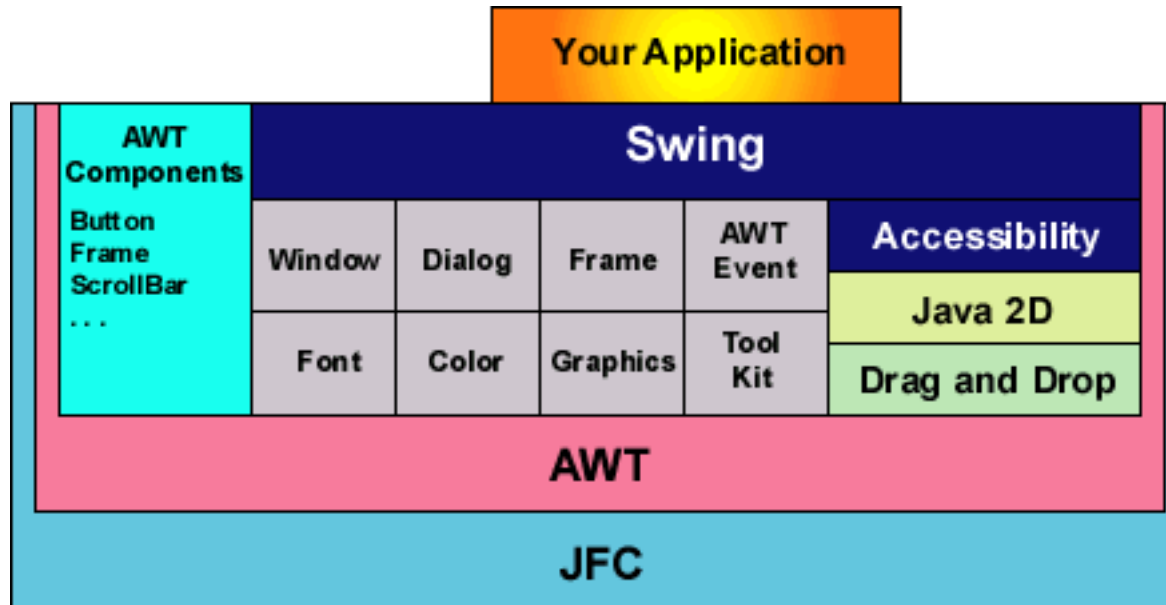 Your Application
AWT
Components
Button
Frame
ScrollBar
. . .
Swing
Window
Dialog
Frame
AWT
Event
Font
Color
Graphics
Tool
Kit
Accessibility
Java 2D
Drag and Drop
AWT
JFC